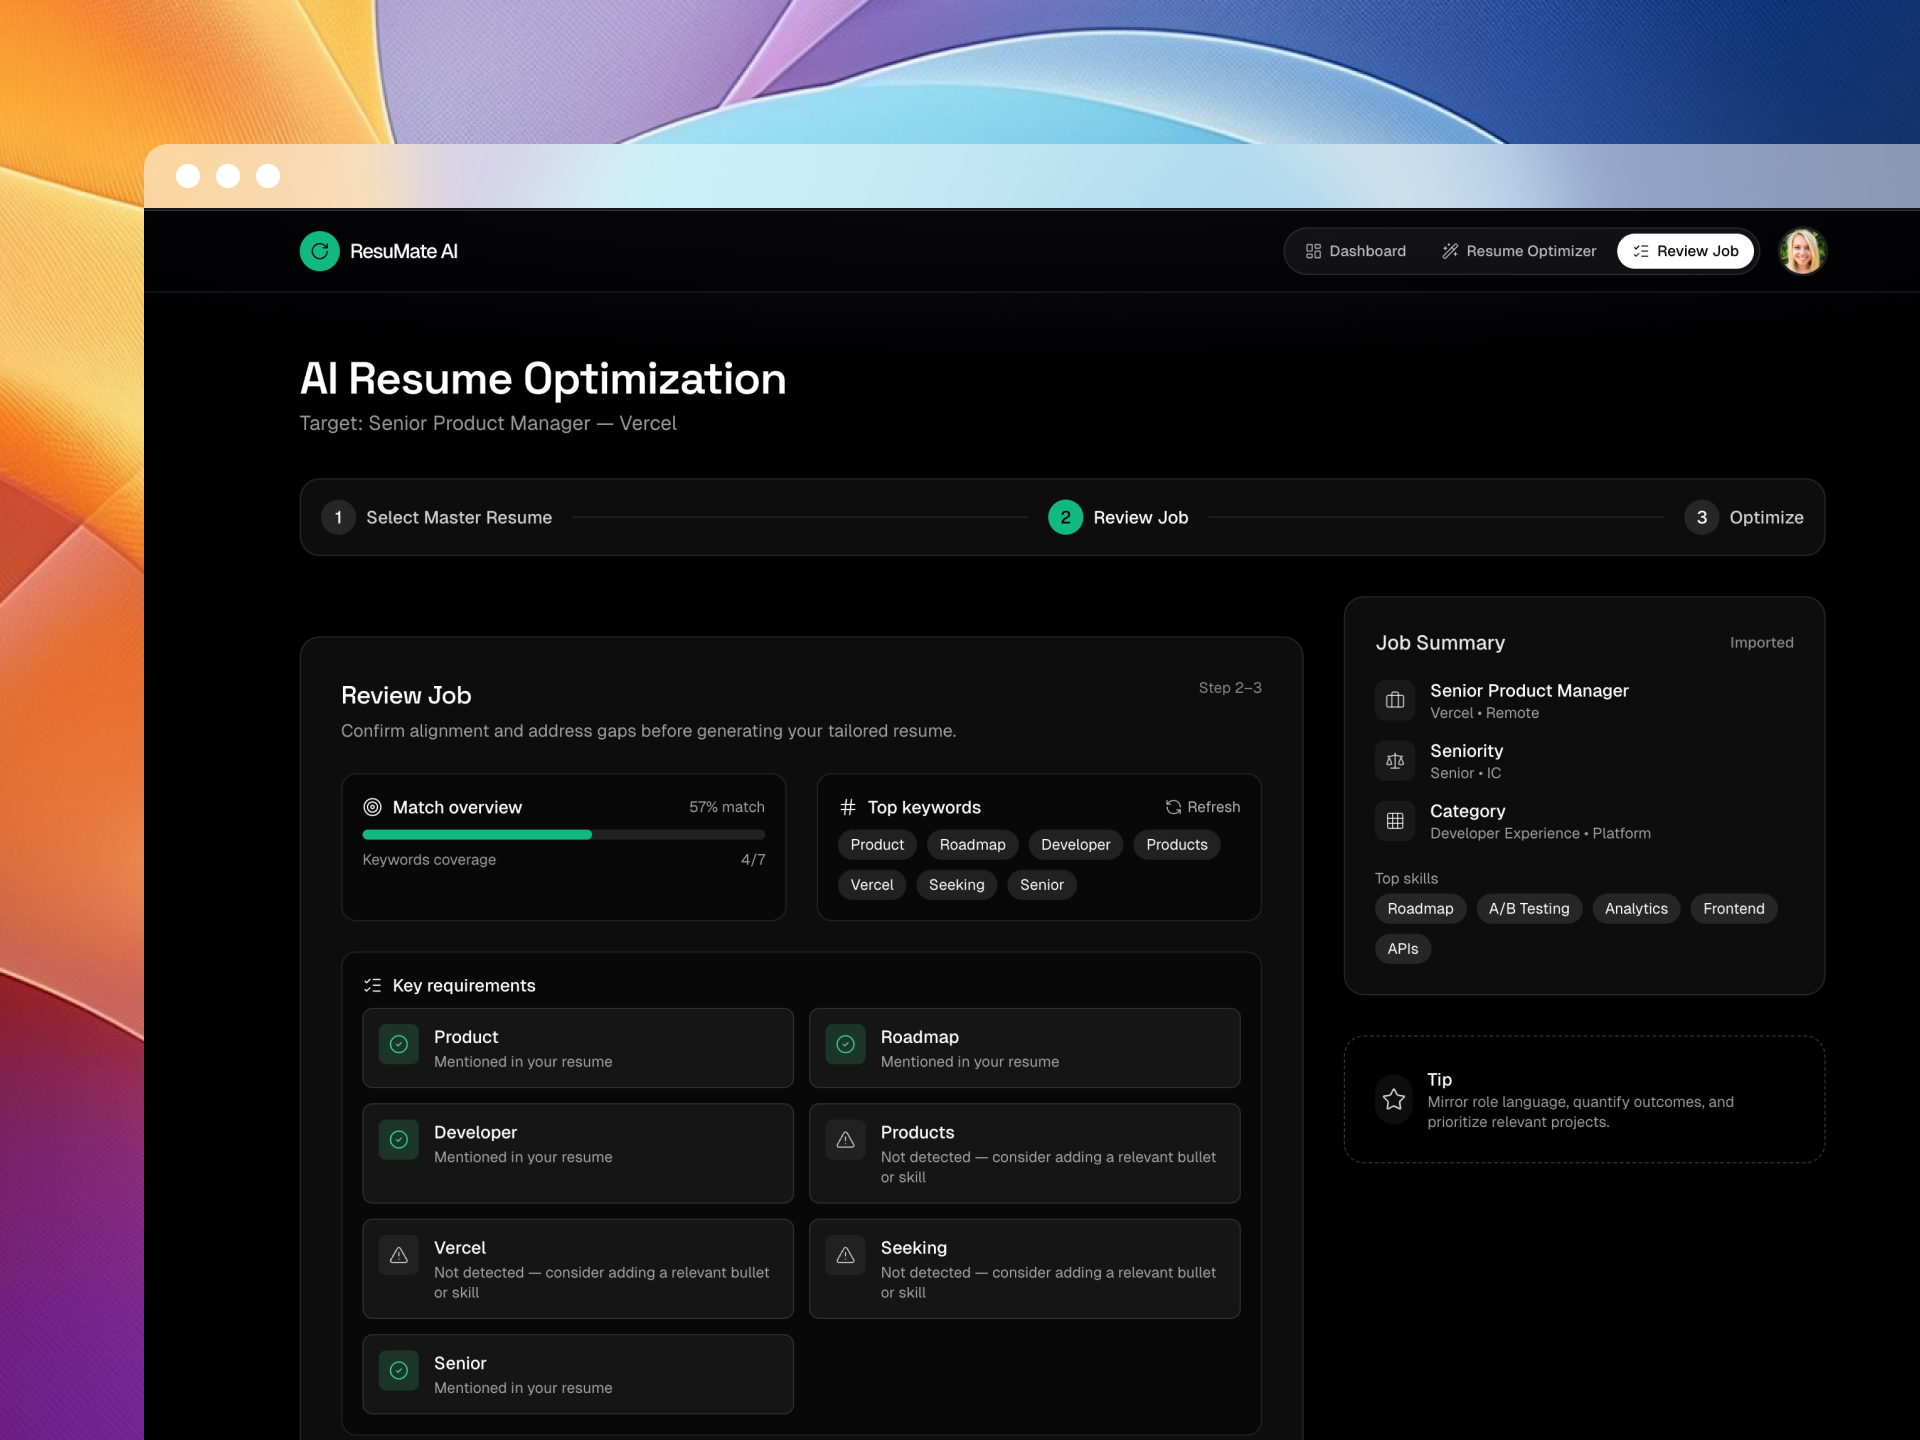 ResuMate AI
Dashboard
Resume Optimizer
Review Job
AI Resume Optimization
Target: Senior Product Manager — Vercel
1 Select Master Resume
2 Review Job
3 Optimize
Review Job
Step 2–3
Confirm alignment and address gaps before generating your tailored resume.
Match overview
57% match
Keywords coverage
4/7
Top keywords
Refresh
Product
Roadmap
Developer
Products
Vercel
Seeking
Senior
Key requirements
Product
Mentioned in your resume
Roadmap
Mentioned in your resume
Developer
Mentioned in your resume
Products
Not detected — consider adding a relevant bullet
or skill
Vercel
Not detected — consider adding a relevant bullet
or skill
Seeking
Not detected — consider adding a relevant bullet
or skill
Senior
Mentioned in your resume
Job Summary
Imported
Senior Product Manager
Vercel • Remote
Seniority
Senior • IC
Category
Developer Experience • Platform
Top skills
Roadmap
A/B Testing
Analytics
Frontend
APIs
Tip
Mirror role language, quantify outcomes, and
prioritize relevant projects.